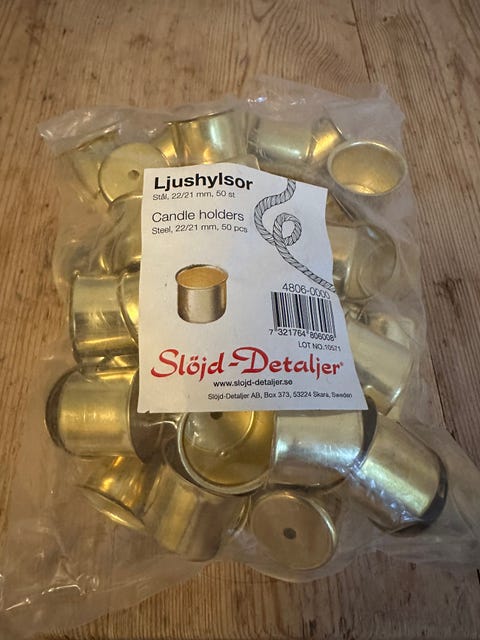 Ljushylsor
Stål, 22/21 mm, 50 st
Candle holders
Steel, 22/21 mm, 50 pcs
4806-0000
7 321764 806008
LOT NO.10571
Slöjd-Detaljer®
www.slojd-detaljer.se
Slöjd-Detaljer AB, Box 373, 53224 Skara, Sweden